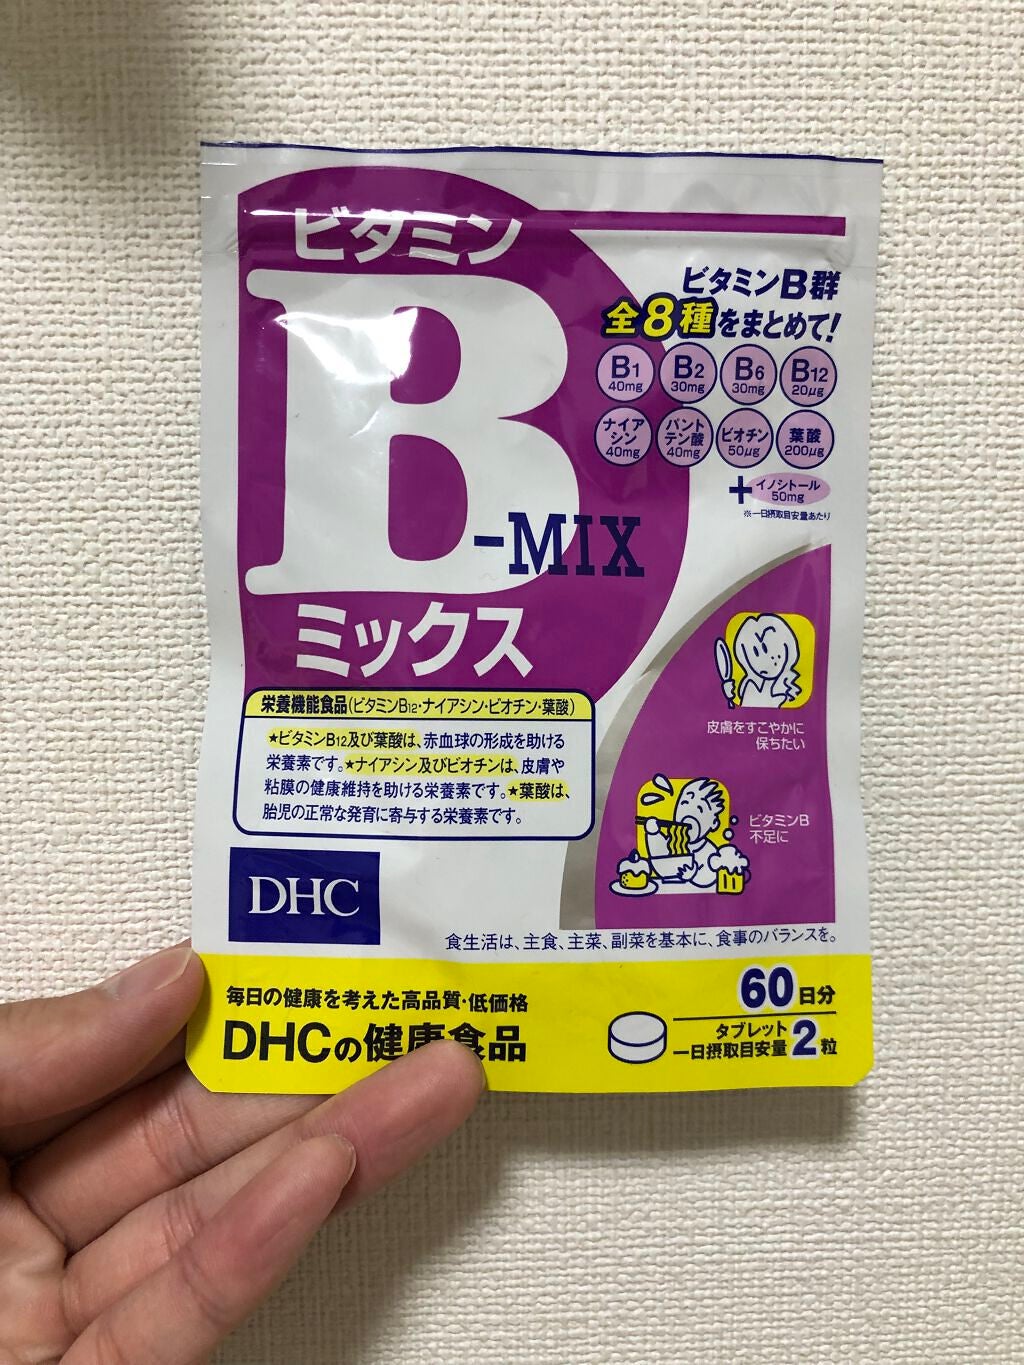 ビタミン
B
-MIX
ミックス
ビタミンB群
全8種をまとめて!
B1
40mg
B2
30mg
B6
30mg
B12
20μg
ナイア
シン
40mg
パント
テン酸
40mg
ビオチン
50μg
葉酸
200μg
+イノシトール
50mg
※一日摂取目安量あたり
栄養機能食品(ビタミンB12・ナイアシン・ビオチン・葉酸)
★ビタミンB12及び葉酸は、赤血球の形成を助ける
栄養素です。★ナイアシン及びビオチンは、皮膚や
粘膜の健康維持を助ける栄養素です。★葉酸は、
胎児の正常な発育に寄与する栄養素です。
皮膚をすこやかに
保ちたい
ビタミンB
不足に
DHC
食生活は、主食、主菜、副菜を基本に、食事のバランスを。
毎日の健康を考えた高品質・低価格
DHCの健康食品
60日分
タブレット
一日摂取目安量2粒